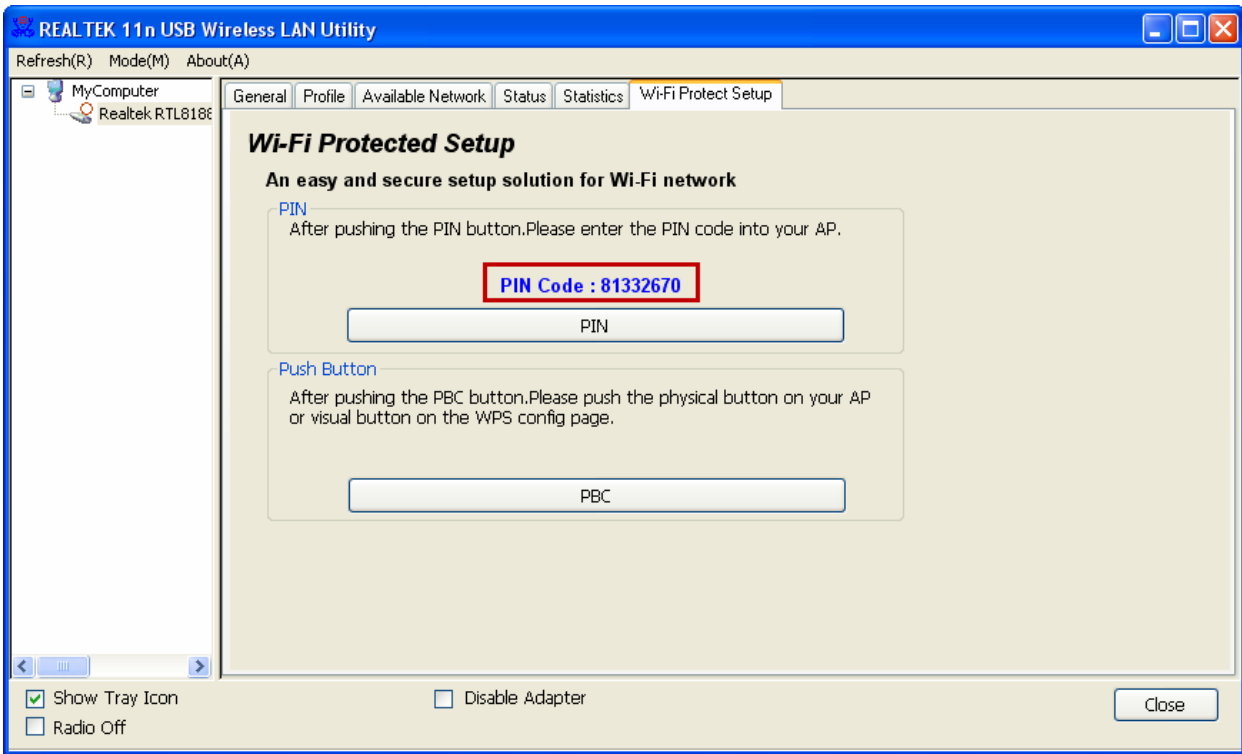 REALTEK 11n USB Wireless LAN Utility
Refresh(R) Mode(M) About(A)
MyComputer
Realtek RTL8188
General Profile Available Network Status Statistics Wi-Fi Protect Setup
Wi-Fi Protected Setup
An easy and secure setup solution for Wi-Fi network
PIN
After pushing the PIN button.Please enter the PIN code into your AP.
PIN Code : 81332670
PIN
Push Button
After pushing the PBC button.Please push the physical button on your AP
or visual button on the WPS config page.
PBC
Show Tray Icon
Disable Adapter
Radio Off
Close